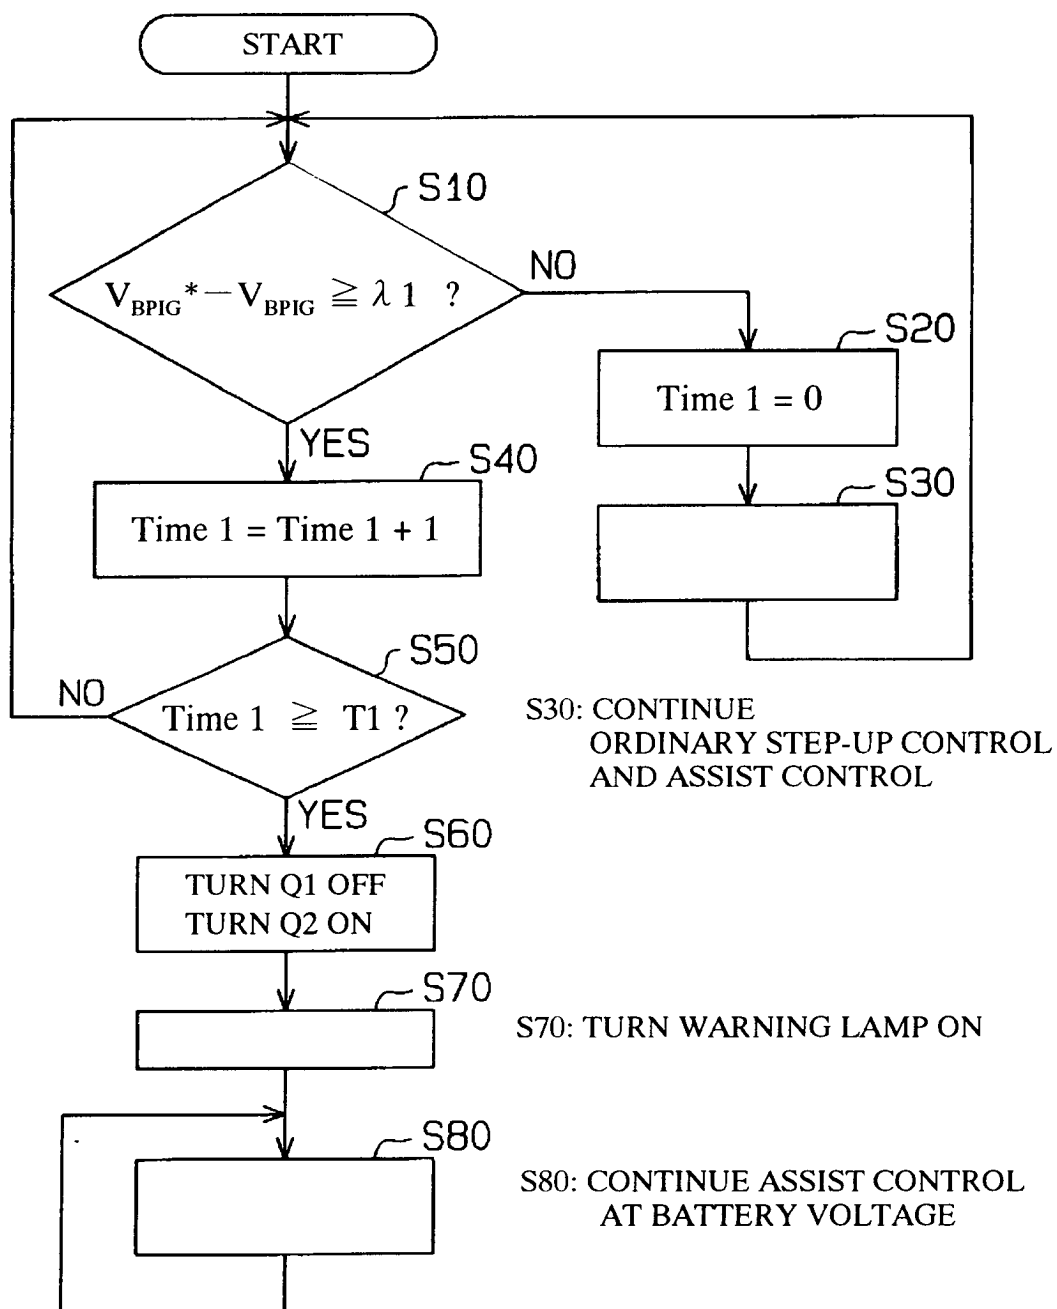 START
S10
V_BPIG* − V_BPIG ≧ λ 1 ?
NO
S20
Time 1 = 0
YES
S40
S30
Time 1 = Time 1 + 1
S50
NO
Time 1 ≧ T1 ?
S30: CONTINUE
ORDINARY STEP-UP CONTROL
AND ASSIST CONTROL
YES
S60
TURN Q1 OFF
TURN Q2 ON
S70
S70: TURN WARNING LAMP ON
S80
S80: CONTINUE ASSIST CONTROL
AT BATTERY VOLTAGE